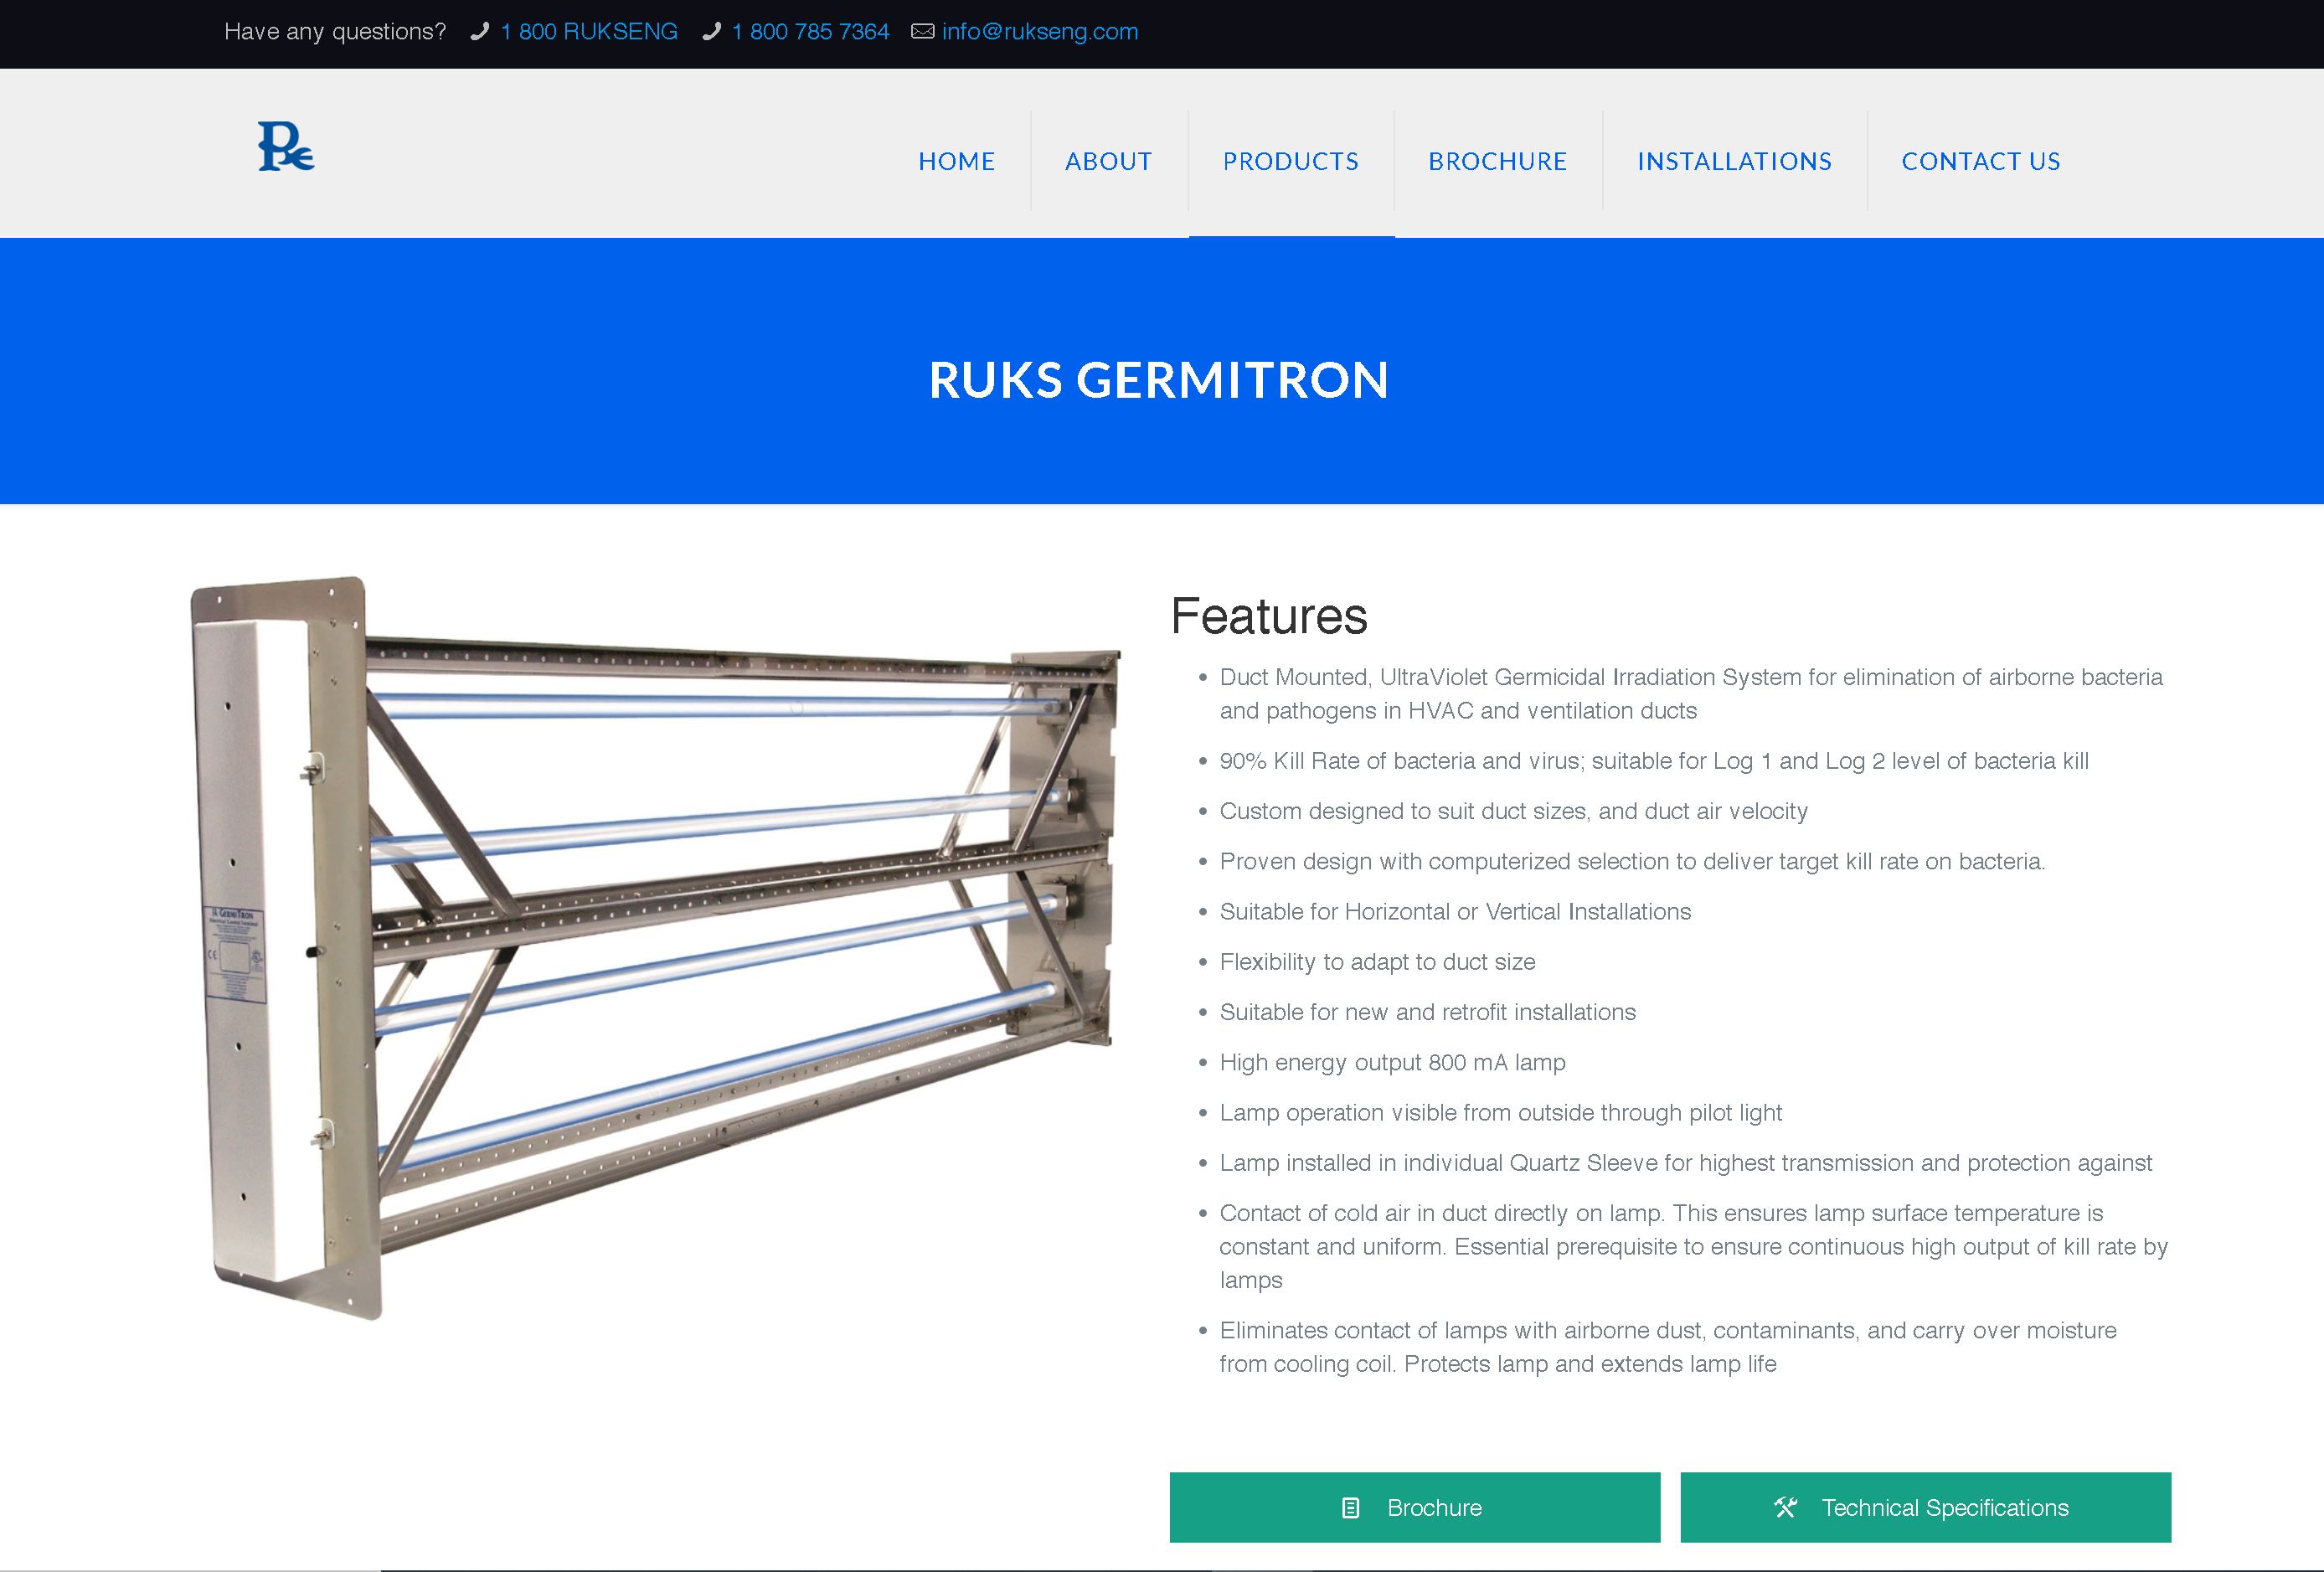 Have any questions? 1 800 RUKSENG 1 800 785 7364 info@rukseng.com
HOME ABOUT PRODUCTS BROCHURE INSTALLATIONS CONTACT US
RUKS GERMITRON
GERMITRON
CE
Features
• Duct Mounted, UltraViolet Germicidal Irradiation System for elimination of airborne bacteria
and pathogens in HVAC and ventilation ducts
• 90% Kill Rate of bacteria and virus; suitable for Log 1 and Log 2 level of bacteria kill
• Custom designed to suit duct sizes, and duct air velocity
• Proven design with computerized selection to deliver target kill rate on bacteria.
• Suitable for Horizontal or Vertical Installations
• Flexibility to adapt to duct size
• Suitable for new and retrofit installations
• High energy output 800 mA lamp
• Lamp operation visible from outside through pilot light
• Lamp installed in individual Quartz Sleeve for highest transmission and protection against
• Contact of cold air in duct directly on lamp. This ensures lamp surface temperature is
constant and uniform. Essential prerequisite to ensure continuous high output of kill rate by
lamps
• Eliminates contact of lamps with airborne dust, contaminants, and carry over moisture
from cooling coil. Protects lamp and extends lamp life
Brochure Technical Specifications